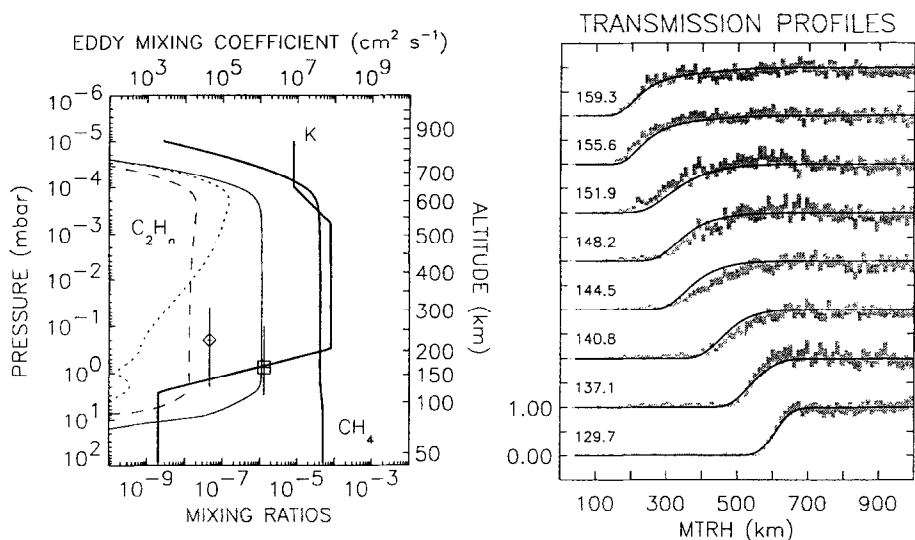 EDDY MIXING COEFFICIENT (cm² s⁻¹)
10³ 10⁵ 10⁶ 10⁷ 10⁹
10⁻⁶
10⁻⁵
10⁻⁴
10⁻³
10⁻²
10⁻¹
10⁰
10¹
10²
PRESSURE (mbar)
K
C₂Hₙ
CH₄
900
700
600
500
400
300
200
150
100
50
ALTITUDE (km)
10⁻⁹ 10⁻⁷ 10⁻⁵ 10⁻³
MIXING RATIOS
TRANSMISSION PROFILES
159.3
155.6
151.9
148.2
144.5
140.8
137.1
129.7
1.00
0.00
100 300 500 700 900
MTRH (km)